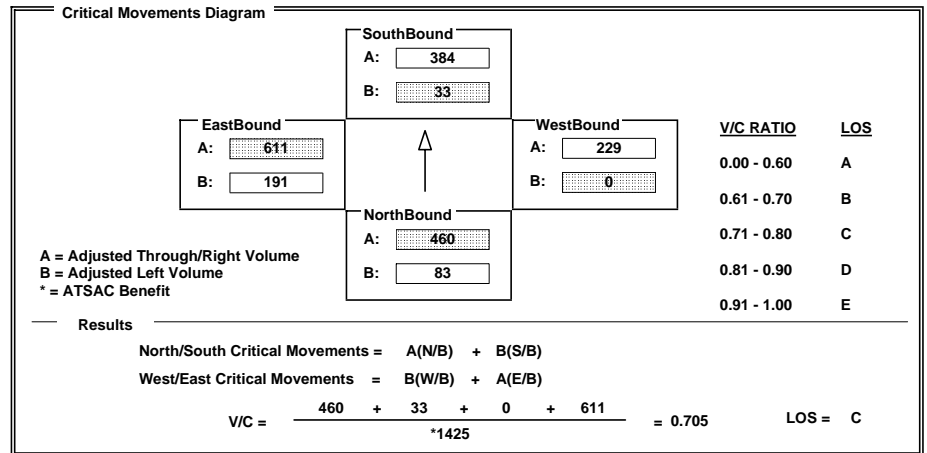 Critical Movements Diagram
SouthBound
A: 384
B: 33
EastBound
A: 611
B: 191
WestBound
A: 229
B: 0
NorthBound
A: 460
B: 83
V/C RATIO LOS
0.00 - 0.60 A
0.61 - 0.70 B
0.71 - 0.80 C
0.81 - 0.90 D
0.91 - 1.00 E
A = Adjusted Through/Right Volume
B = Adjusted Left Volume
* = ATSAC Benefit
Results
North/South Critical Movements = A(N/B) + B(S/B)
West/East Critical Movements = B(W/B) + A(E/B)
460 + 33 + 0 + 611
V/C = = 0.705 LOS = C
*1425